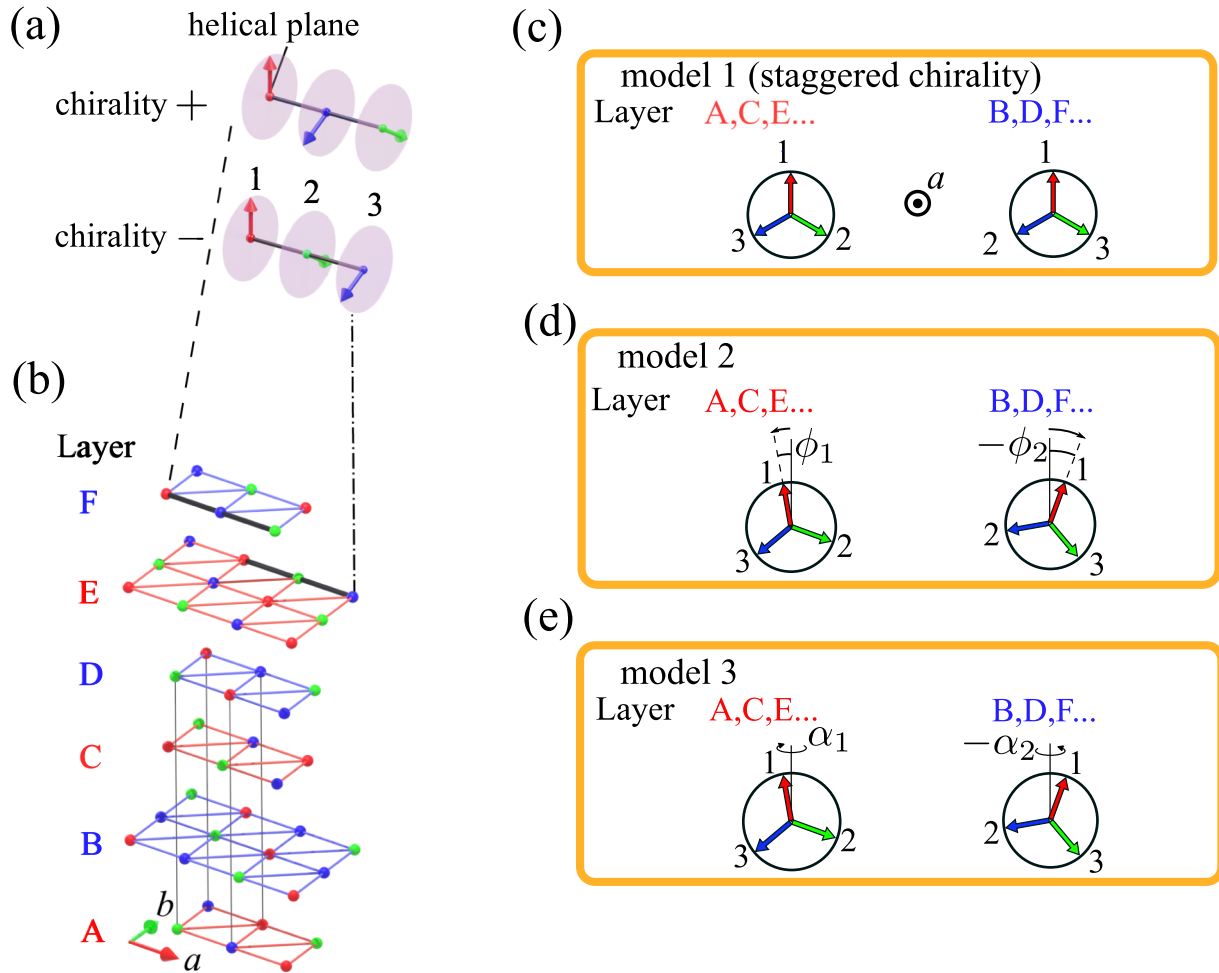 (a)
helical plane
chirality +
1 2 3
chirality −
(b)
Layer
F
E
D
C
B
A
b
a
(c)
model 1 (staggered chirality)
Layer A,C,E... B,D,F...
1 1
a
3 2 2 3
(d)
model 2
Layer A,C,E... B,D,F...
ϕ₁ −ϕ₂
1 1
3 2 2 3
(e)
model 3
Layer A,C,E... B,D,F...
1 α₁ −α₂ 1
3 2 2 3